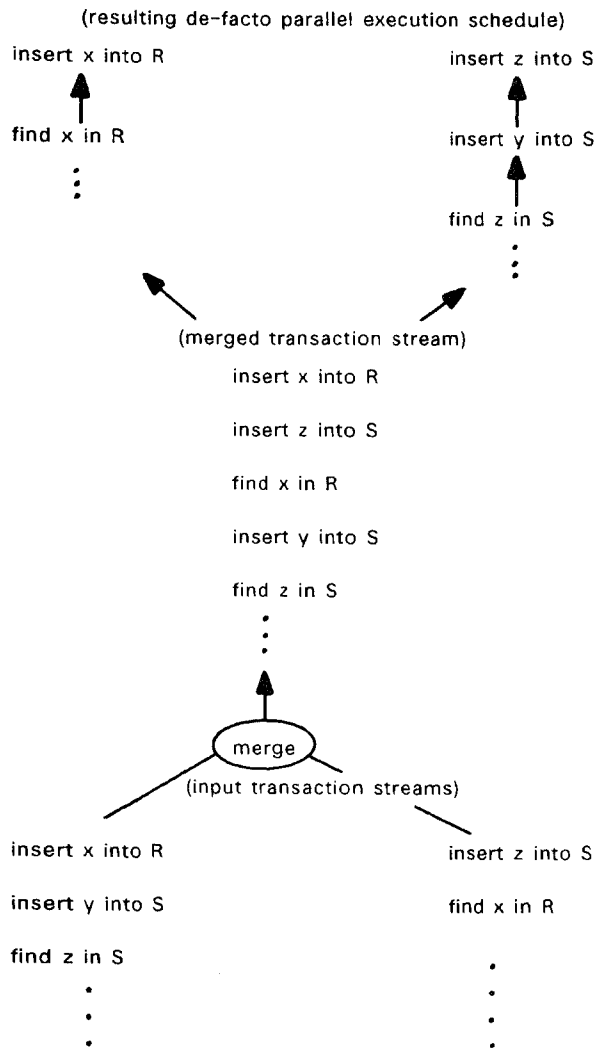 (resulting de-facto parallel execution schedule)
insert x into R
insert z into S
find x in R
insert y into S
find z in S
(merged transaction stream)
insert x into R
insert z into S
find x in R
insert y into S
find z in S
merge
(input transaction streams)
insert x into R
insert z into S
insert y into S
find x in R
find z in S